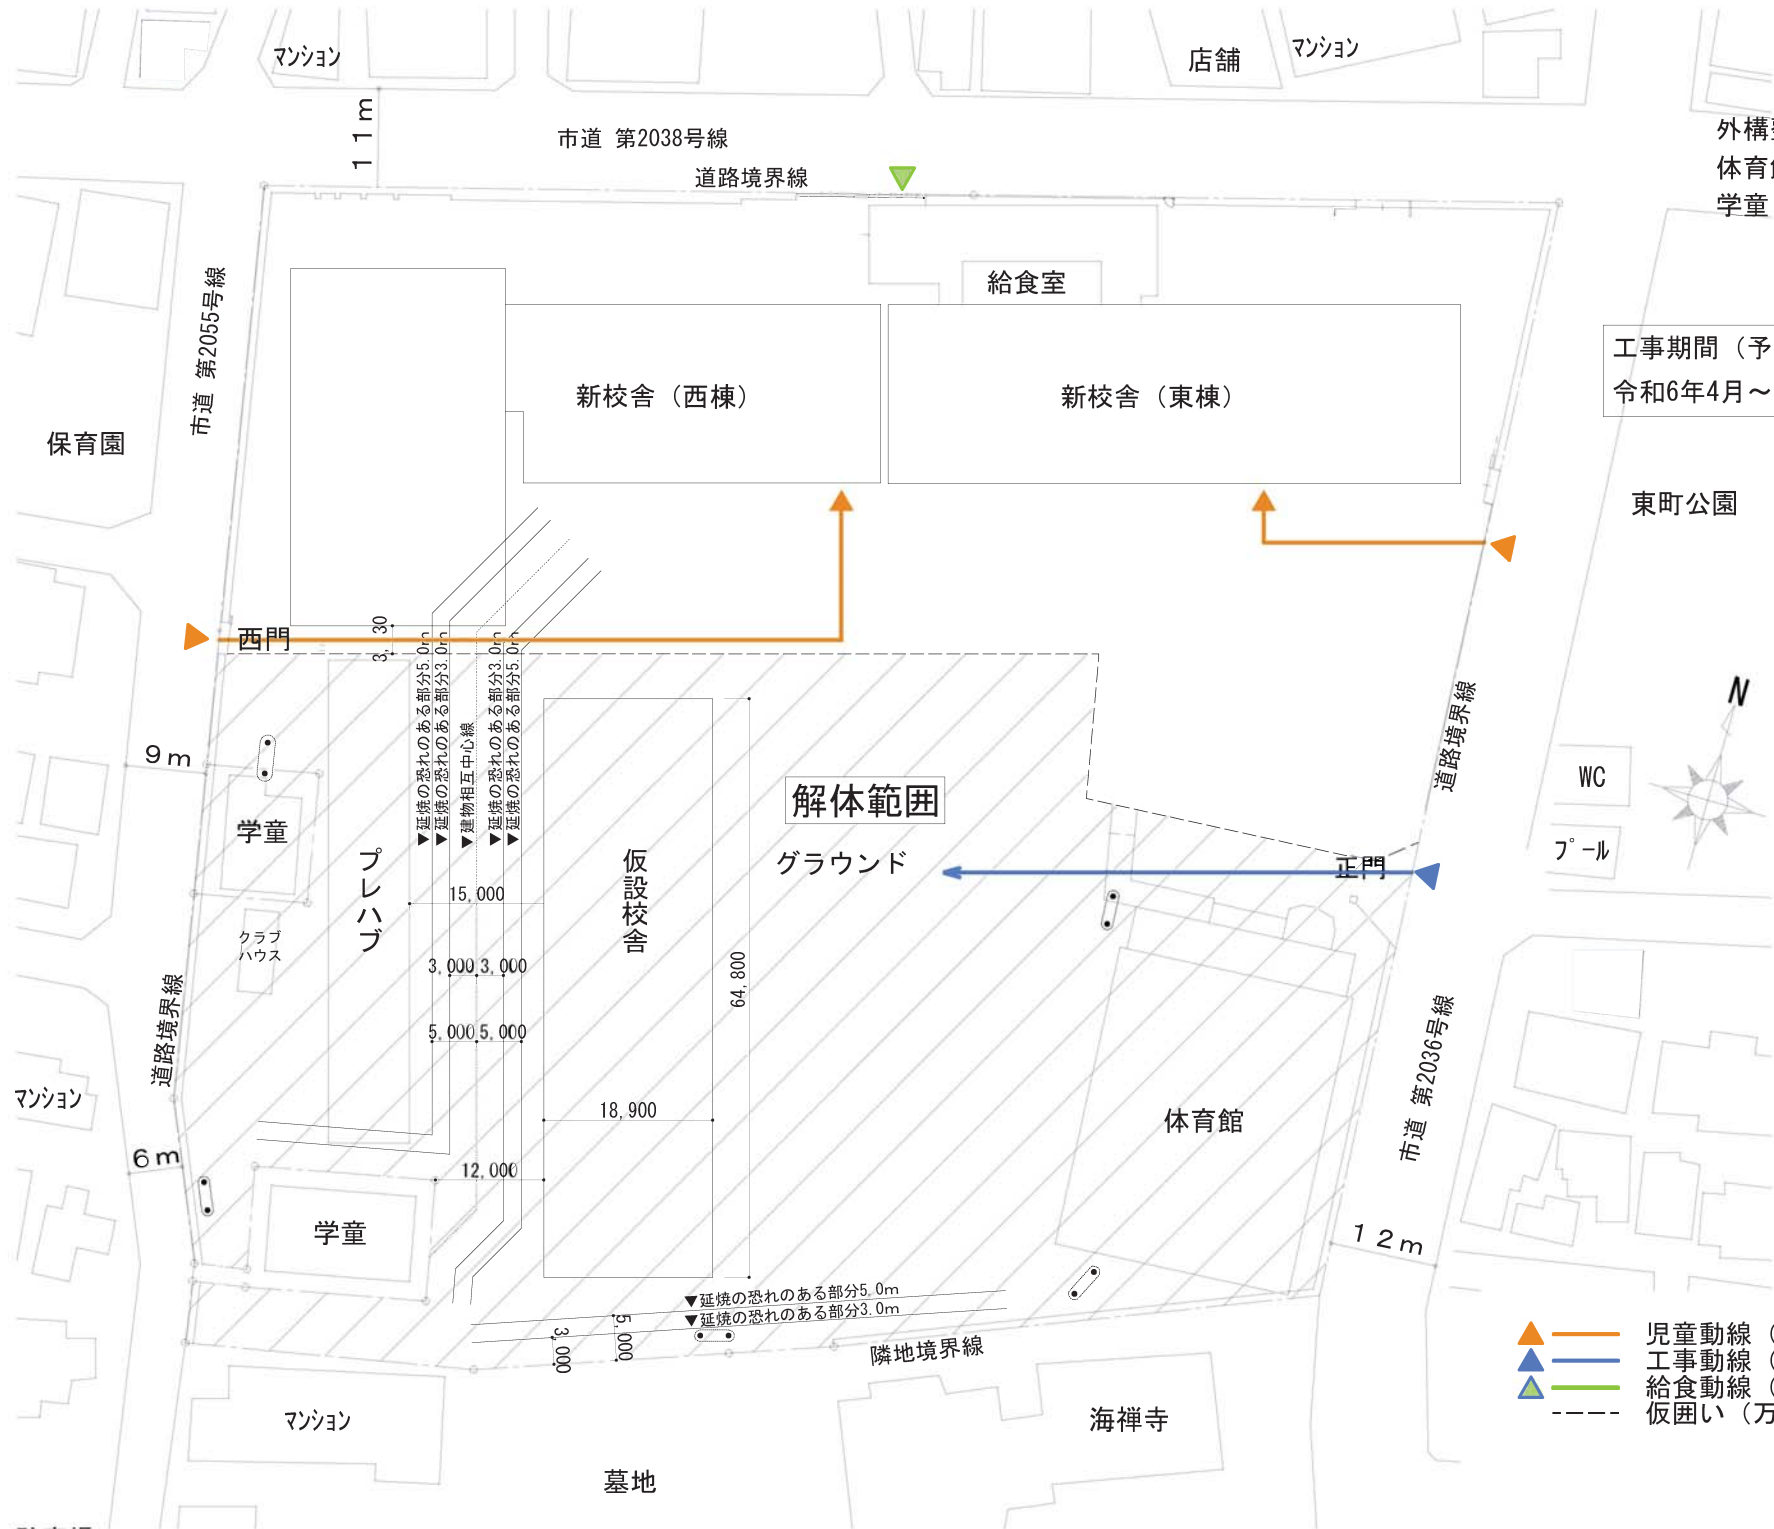 マンション
店舗
マンション
11m
市道 第2038号線
道路境界線
外構
体育
学童
給食室
市道 第2055号線
新校舎（西棟）
新校舎（東棟）
工事期間（予
令和6年4月～
保育園
東町公園
西門
3,
30
▼延焼の恐れのある部分5.0m
▼延焼の恐れのある部分3.0m
▼建物相互中心線
▼延焼の恐れのある部分3.0m
▼延焼の恐れのある部分5.0m
道路境界線
N
9m
WC
解体範囲
学童
プレハブ
仮設校舎
グラウンド
正門
プール
15,000
クラブ
ハウス
3,000
3,000
64,800
道路境界線
5,000
5,000
市道 第2036号線
マンション
18,900
体育館
6m
12,000
学童
12m
▼延焼の恐れのある部分5.0m
▼延焼の恐れのある部分3.0m
3,000
5,000
隣地境界線
児童動線（
工事動線（
給食動線（
仮囲い（万
マンション
海禅寺
墓地